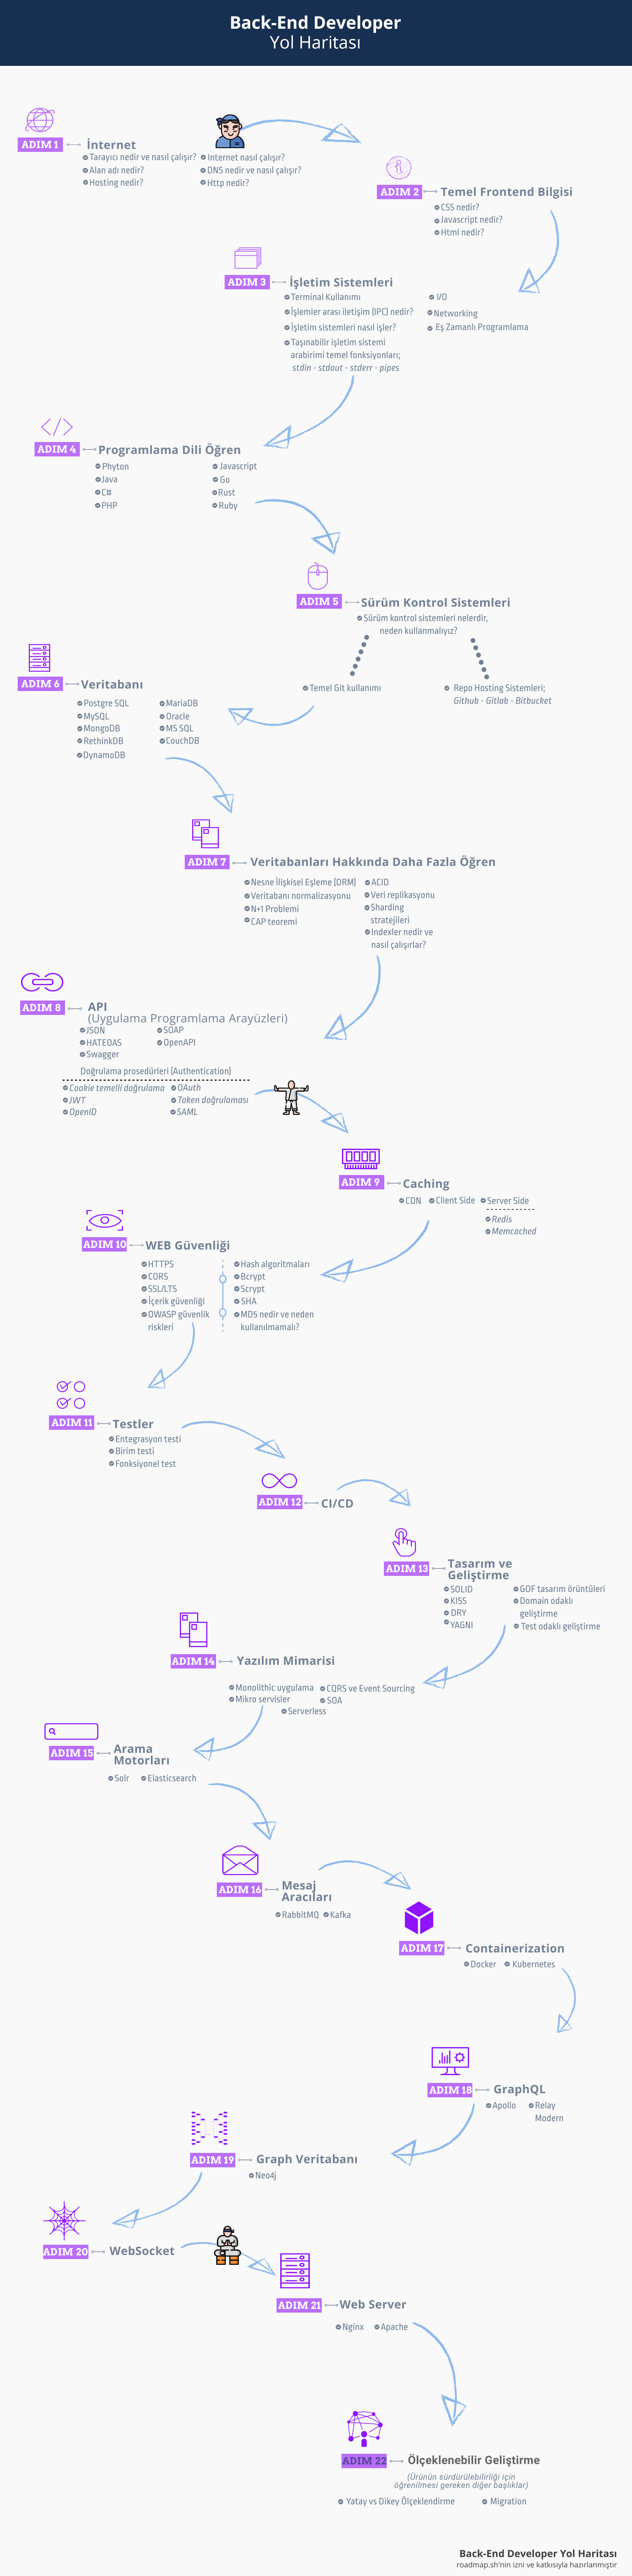 Back-End Developer
Yol Haritası
ADIM 1
İnternet
Tarayıcı nedir ve nasıl çalışır?
Alan adı nedir?
Hosting nedir?
Internet nasıl çalışır?
DNS nedir ve nasıl çalışır?
Http nedir?
ADIM 2
Temel Frontend Bilgisi
CSS nedir?
Javascript nedir?
Html nedir?
ADIM 3
İşletim Sistemleri
Terminal Kullanımı
İşlemler arası iletişim (IPC) nedir?
İşletim sistemleri nasıl işler?
Taşınabilir işletim sistemi
arabirimi temel fonksiyonları;
stdin - stdout - stderr - pipes
I/O
Networking
Eş Zamanlı Programlama
ADIM 4
Programlama Dili Öğren
Phyton
Java
C#
PHP
Javascript
Go
Rust
Ruby
ADIM 5
Sürüm Kontrol Sistemleri
Sürüm kontrol sistemleri nelerdir,
neden kullanmalıyız?
Temel Git kullanımı
Repo Hosting Sistemleri;
Github - Gitlab - Bitbucket
ADIM 6
Veritabanı
Postgre SQL
MySQL
MongoDB
RethinkDB
DynamoDB
MariaDB
Oracle
MS SQL
CouchDB
ADIM 7
Veritabanları Hakkında Daha Fazla Öğren
Nesne İlişkisel Eşleme (ORM)
Veritabanı normalizasyonu
N+1 Problemi
CAP teoremi
ACID
Veri replikasyonu
Sharding
stratejileri
Indexler nedir ve
nasıl çalışırlar?
ADIM 8
API
(Uygulama Programlama Arayüzleri)
JSON
HATEOAS
Swagger
SOAP
OpenAPI
Doğrulama prosedürleri (Authentication)
Cookie temelli doğrulama
JWT
OpenID
OAuth
Token doğrulaması
SAML
ADIM 9
Caching
CDN
Client Side
Server Side
Redis
Memcached
ADIM 10
WEB Güvenliği
HTTPS
CORS
SSL/LTS
İçerik güvenliği
OWASP güvenlik
riskleri
Hash algoritmaları
Bcrypt
Scrypt
SHA
MD5 nedir ve neden
kullanılmamalı?
ADIM 11
Testler
Entegrasyon testi
Birim testi
Fonksiyonel test
ADIM 12
CI/CD
ADIM 13
Tasarım ve
Geliştirme
SOLID
KISS
DRY
YAGNI
GOF tasarım örüntüleri
Domain odaklı
geliştirme
Test odaklı geliştirme
ADIM 14
Yazılım Mimarisi
Monolithic uygulama
Mikro servisler
CQRS ve Event Sourcing
SOA
Serverless
ADIM 15
Arama
Motorları
Solr
Elasticsearch
ADIM 16
Mesaj
Aracıları
RabbitMQ
Kafka
ADIM 17
Containerization
Docker
Kubernetes
ADIM 18
GraphQL
Apollo
Relay
Modern
ADIM 19
Graph Veritabanı
Neo4j
ADIM 20
WebSocket
ADIM 21
Web Server
Nginx
Apache
ADIM 22
Ölçeklenebilir Geliştirme
(Ürünün sürdürülebilirliği için
öğrenilmesi gereken diğer başlıklar)
Yatay vs Dikey Ölçeklendirme
Migration
Back-End Developer Yol Haritası
roadmap.sh'nin izni ve katkısıyla hazırlanmıştır